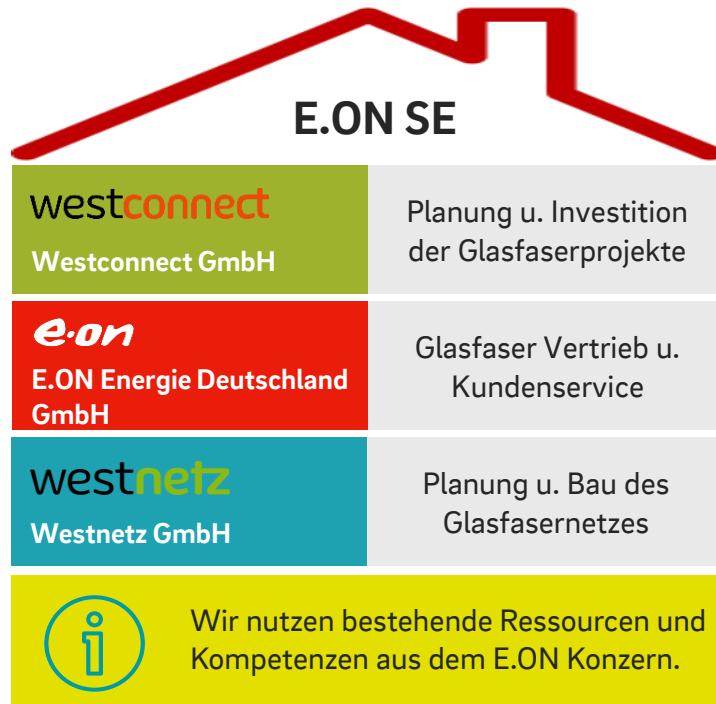 E.ON SE
westconnect
Westconnect GmbH
Planung u. Investition
der Glasfaserprojekte
e·on
E.ON Energie Deutschland
GmbH
Glasfaser Vertrieb u.
Kundenservice
westnetz
Westnetz GmbH
Planung u. Bau des
Glasfasernetzes
Wir nutzen bestehende Ressourcen und
Kompetenzen aus dem E.ON Konzern.